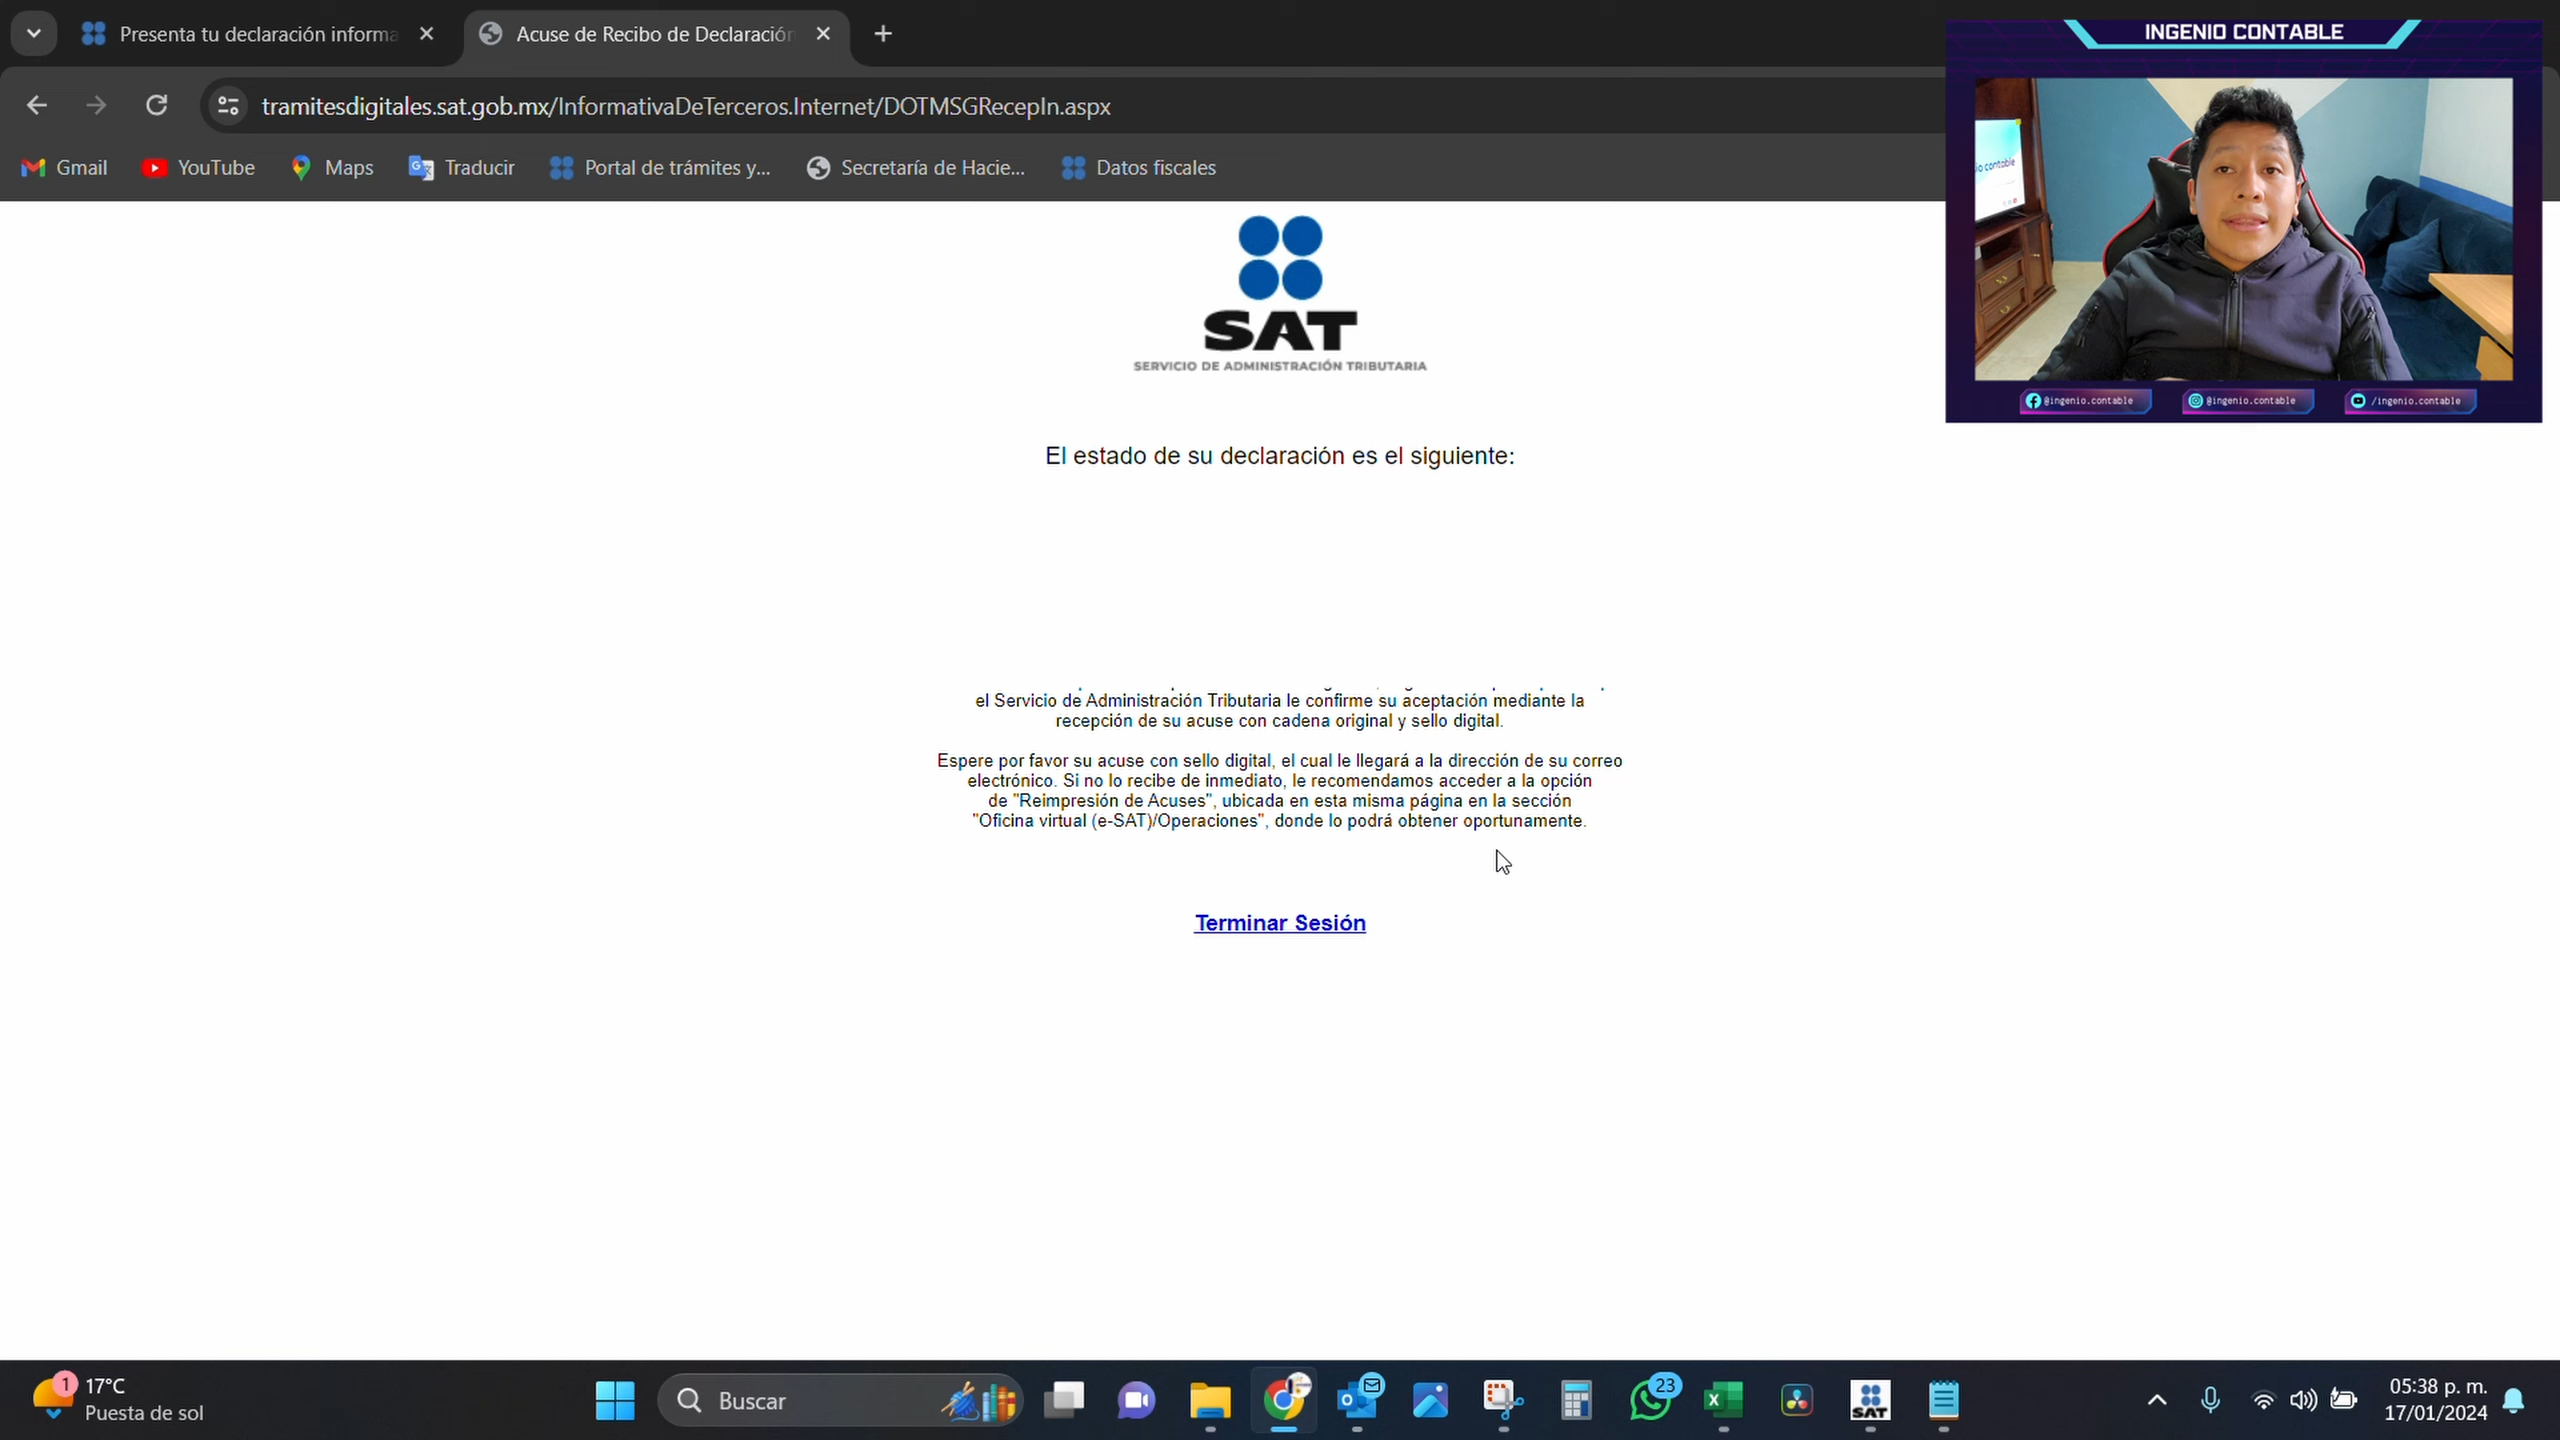 Presenta tu declaración informa
Acuse de Recibo de Declaración
INGENIO CONTABLE
tramitesdigitales.sat.gob.mx/InformativaDeTerceros.Internet/DOTMSGRecepIn.aspx
Gmail
YouTube
Maps
Traducir
Portal de trámites y...
Secretaría de Hacie...
Datos fiscales
io contable
@ingenio.contable
@ingenio.contable
/ingenio.contable
SAT
SERVICIO DE ADMINISTRACIÓN TRIBUTARIA
El estado de su declaración es el siguiente:
el Servicio de Administración Tributaria le confirme su aceptación mediante la
recepción de su acuse con cadena original y sello digital.
Espere por favor su acuse con sello digital, el cual le llegará a la dirección de su correo
electrónico. Si no lo recibe de inmediato, le recomendamos acceder a la opción
de "Reimpresión de Acuses", ubicada en esta misma página en la sección
"Oficina virtual (e-SAT)/Operaciones", donde lo podrá obtener oportunamente.
Terminar Sesión
1
17°C
Puesta de sol
Buscar
23
SAT
05:38 p. m.
17/01/2024